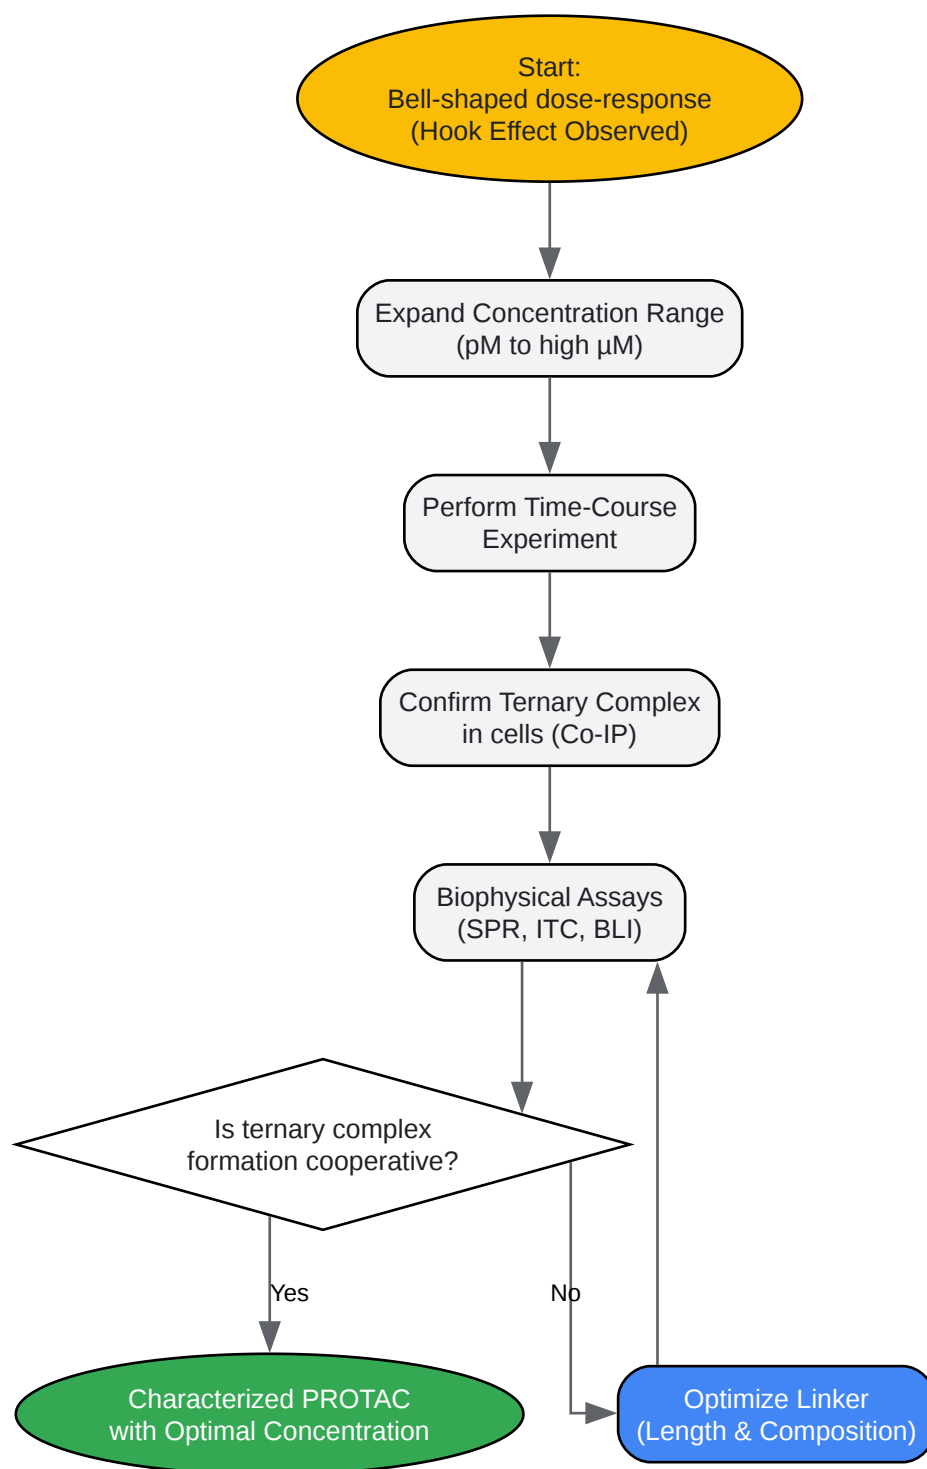 Start:
Bell-shaped dose-response
(Hook Effect Observed)
Expand Concentration Range
(pM to high µM)
Perform Time-Course
Experiment
Confirm Ternary Complex
in cells (Co-IP)
Biophysical Assays
(SPR, ITC, BLI)
Is ternary complex
formation cooperative?
Yes
No
Characterized PROTAC
with Optimal Concentration
Optimize Linker
(Length & Composition)